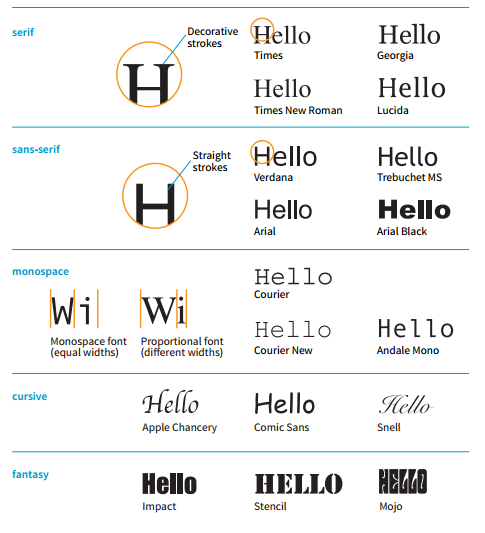 serif
Decorative
strokes
H
Hello
Times
Hello
Georgia
Hello
Times New Roman
Hello
Lucida
sans-serif
Straight
strokes
H
Hello
Verdana
Hello
Trebuchet MS
Hello
Arial
Hello
Arial Black
monospace
Wi
Monospace font
(equal widths)
Wi
Proportional font
(different widths)
Hello
Courier
Hello
Courier New
Hello
Andale Mono
cursive
Hello
Apple Chancery
Hello
Comic Sans
Hello
Snell
fantasy
Hello
Impact
HELLO
Stencil
HELLO
Mojo